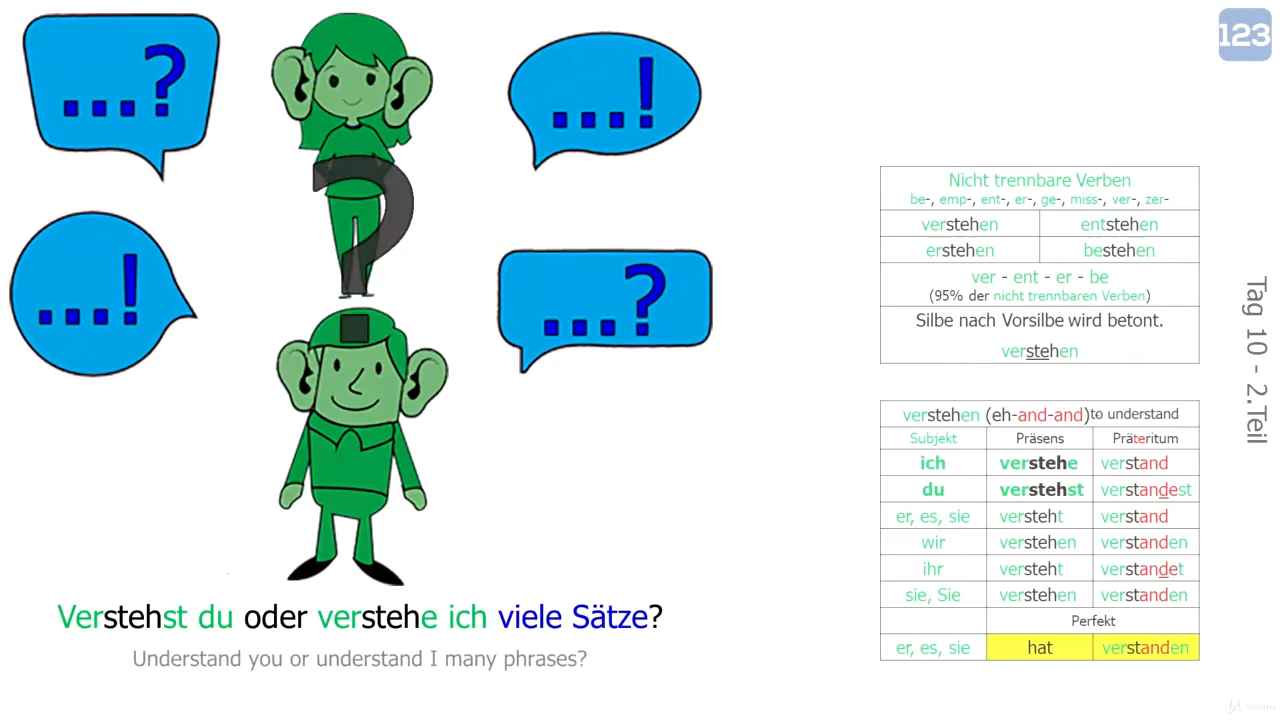 ...?
...!
...!
...?
Verstehst du oder verstehe ich viele Sätze?
Understand you or understand I many phrases?
123
Nicht trennbare Verben
be-, emp-, ent-, er-, ge-, miss-, ver-, zer-
verstehen entstehen
erstehen bestehen
ver - ent - er - be
(95% der nicht trennbaren Verben)
Silbe nach Vorsilbe wird betont.
verstehen
verstehen (eh-and-and)to understand
Subjekt Präsens Präteritum
ich verstehe verstand
du verstehst verstandest
er, es, sie versteht verstand
wir verstehen verstanden
ihr versteht verstandet
sie, Sie verstehen verstanden
Perfekt
er, es, sie hat verstanden
Tag 10 - 2.Teil